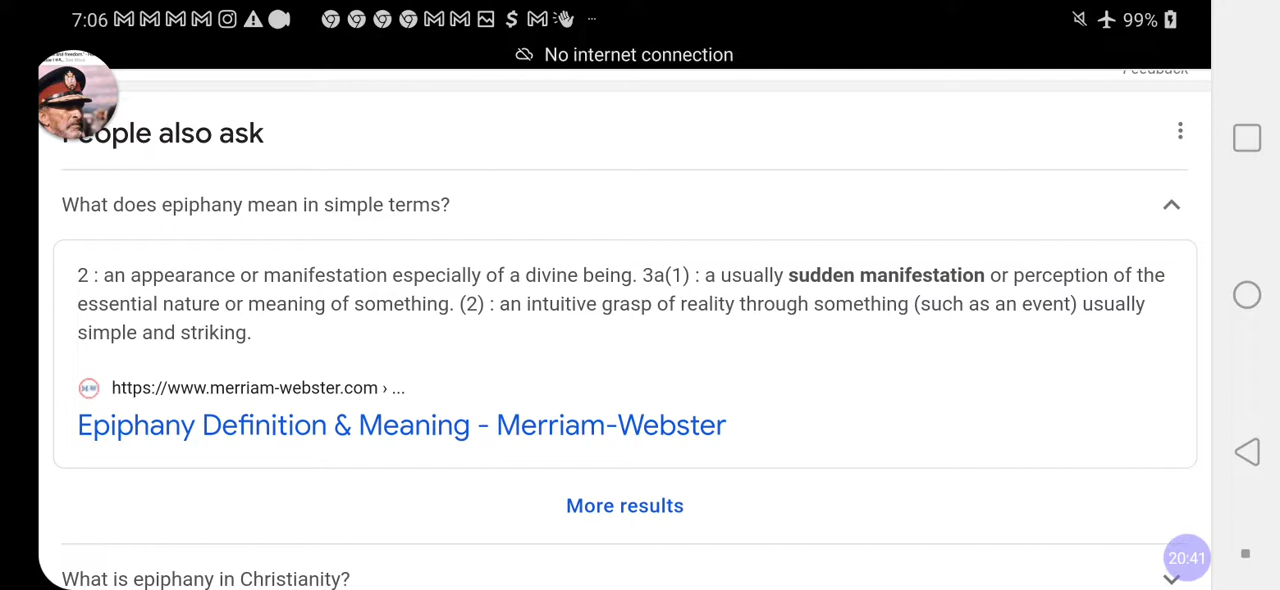 7:06
99%
No internet connection
Feedback
People also ask
What does epiphany mean in simple terms?
2 : an appearance or manifestation especially of a divine being. 3a(1) : a usually sudden manifestation or perception of the
essential nature or meaning of something. (2) : an intuitive grasp of reality through something (such as an event) usually
simple and striking.
https://www.merriam-webster.com › ...
Epiphany Definition & Meaning - Merriam-Webster
More results
20:41
What is epiphany in Christianity?